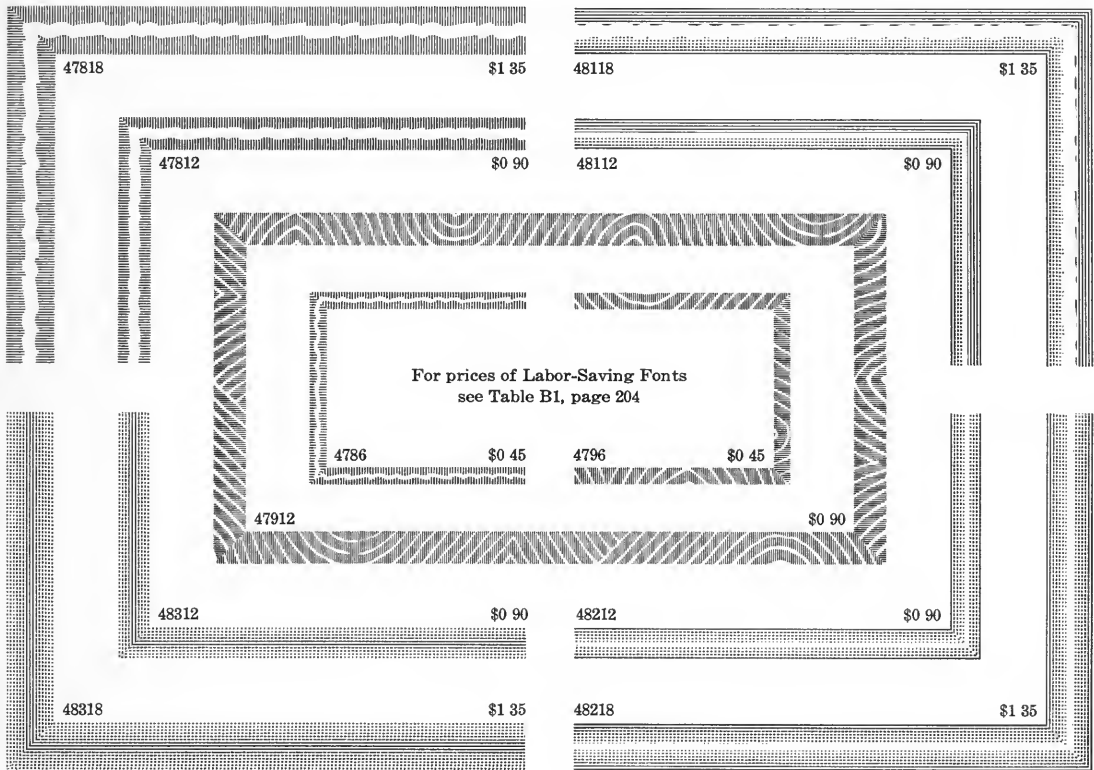 47818 $1 35 48118 $1 35
47812 $0 90 48112 $0 90
For prices of Labor-Saving Fonts
see Table B1, page 204
4786 $0 45 4796 $0 45
47912 $0 90
48312 $0 90 48212 $0 90
48318 $1 35 48218 $1 35